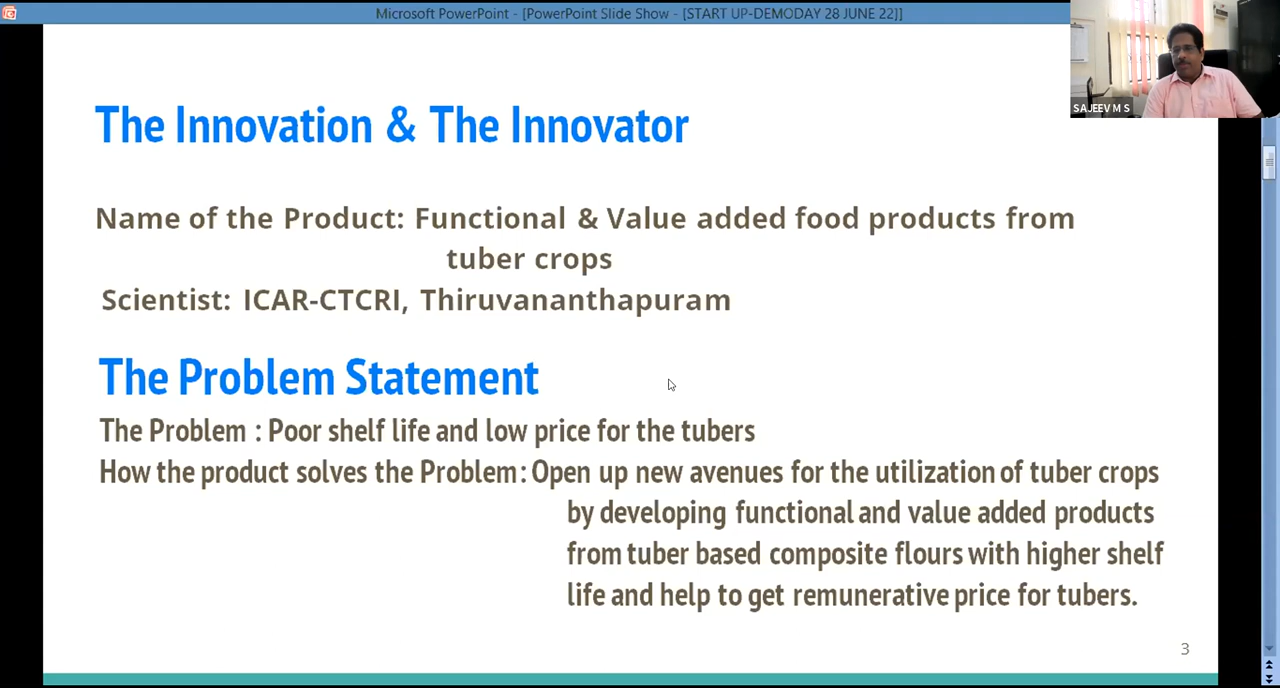 Microsoft PowerPoint - [PowerPoint Slide Show - [START UP-DEMODAY 28 JUNE 22]]
SAJEEV M S
The Innovation & The Innovator
Name of the Product: Functional & Value added food products from
tuber crops
Scientist: ICAR-CTCRI, Thiruvananthapuram
The Problem Statement
The Problem : Poor shelf life and low price for the tubers
How the product solves the Problem: Open up new avenues for the utilization of tuber crops
by developing functional and value added products
from tuber based composite flours with higher shelf
life and help to get remunerative price for tubers.
3